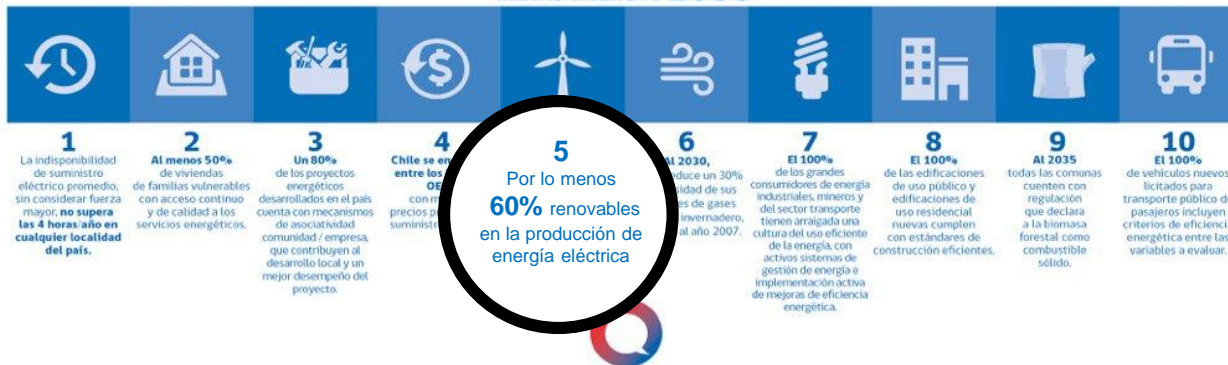 1
La indisponibilidad
de suministro
eléctrico promedio,
sin considerar fuerza
mayor, no supera
las 4 horas/año en
cualquier localidad
del país.
2
Al menos 50%
de viviendas
de familias vulnerables
con acceso continuo
y de calidad a los
servicios energéticos.
3
Un 80%
de los proyectos
energéticos
desarrollados en el país
cuenta con mecanismos
de asociatividad
comunidad / empresa,
que contribuyen al
desarrollo local y un
mejor desempeño del
proyecto.
4
Chile se
entre los
con
precios
5
Por lo menos
60% renovables
en la producción de
energía eléctrica
6
Al 2030,
un 30%
de sus
de gases
invernadero,
al año 2007.
7
El 100%
de los grandes
consumidores de energía
industriales, mineros y
del sector transporte
tienen arraigada una
cultura del uso eficiente
de la energía, con
activos sistemas de
gestión de energía e
implementación activa
de mejoras de eficiencia
energética.
8
El 100%
de las edificaciones
de uso público y
edificaciones de
uso residencial
nuevas cumplen
con estándares de
construcción eficientes.
9
Al 2035
todas las comunas
cuenten con
regulación
que declara
a la biomasa
forestal como
combustible
sólido.
10
El 100%
de vehículos nuevos
licitados para
transporte público de
pasajeros incluyen
criterios de eficiencia
energética entre las
variables a evaluar.